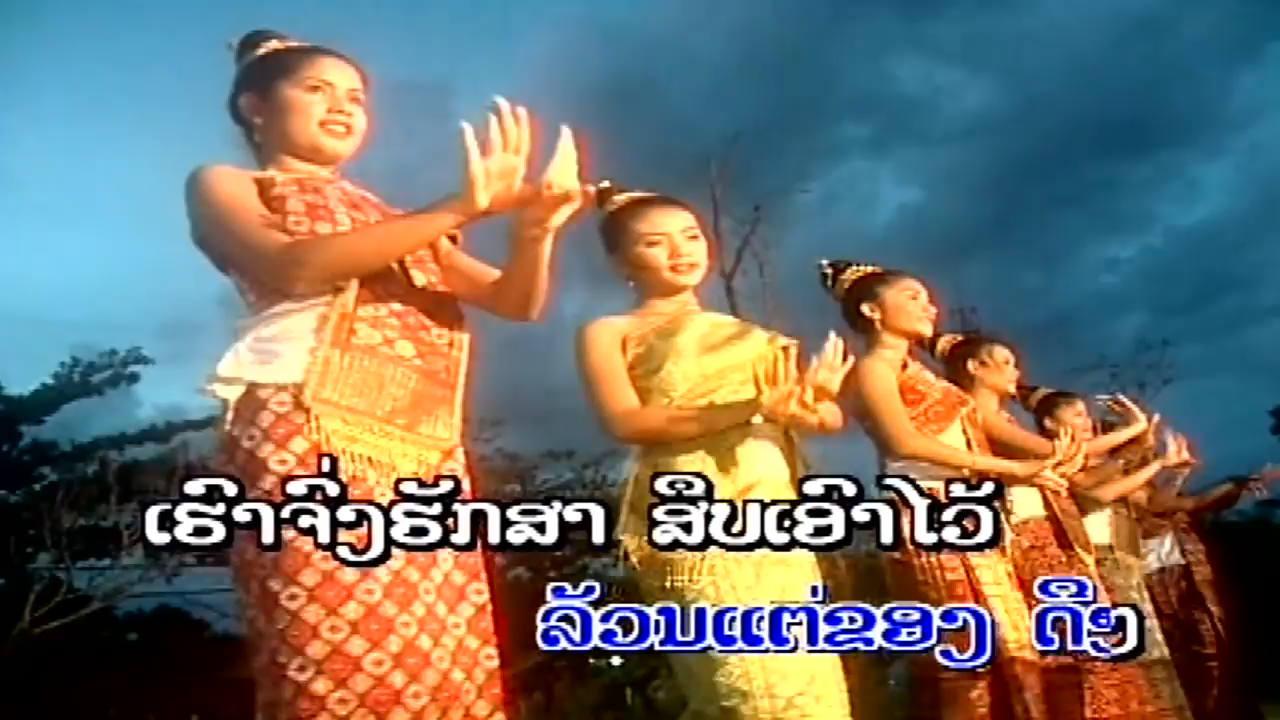 ເຮົາຈຶ່ງຮັກສາ ສືບເອົາໄວ້
ລ້ວນແຕ່ຂອງ ດີໆ